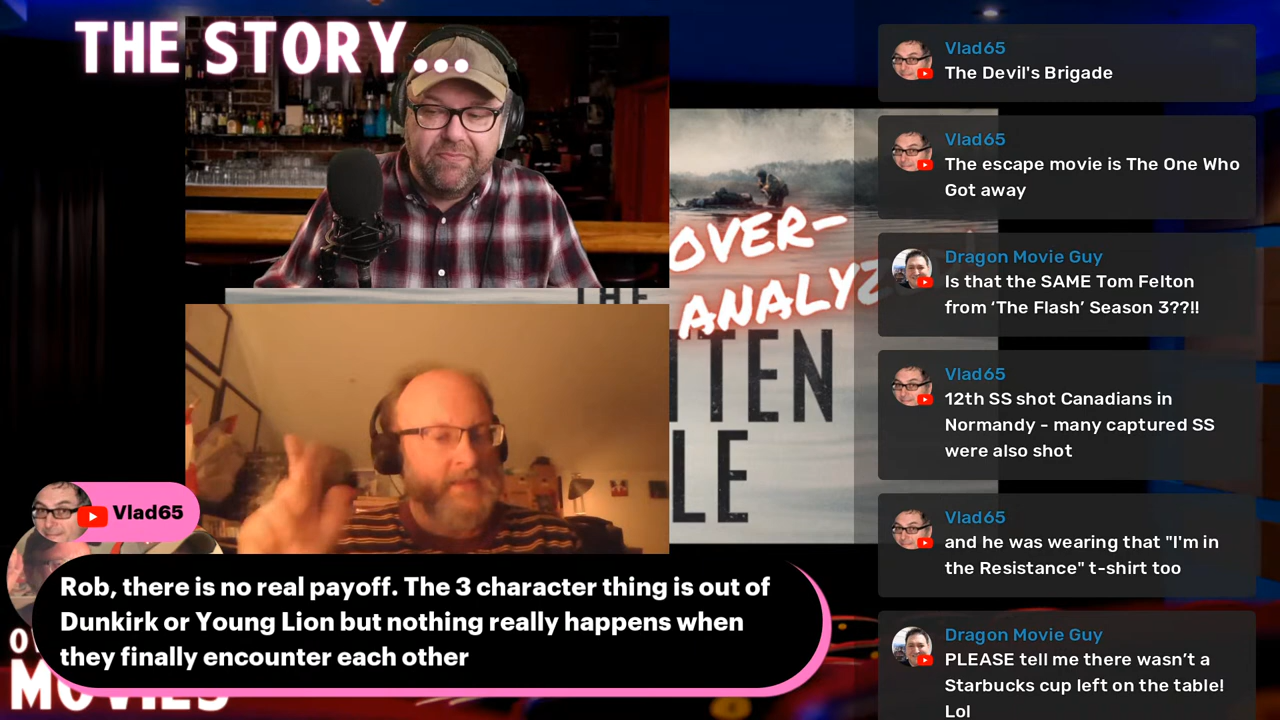 THE STORY...
OVER-
ANALYZ
THE
TTEN
LE
Vlad65
Rob, there is no real payoff. The 3 character thing is out of
Dunkirk or Young Lion but nothing really happens when
they finally encounter each other
MOVIES
Vlad65
The Devil's Brigade
Vlad65
The escape movie is The One Who
Got away
Dragon Movie Guy
Is that the SAME Tom Felton
from ‘The Flash’ Season 3??!!
Vlad65
12th SS shot Canadians in
Normandy - many captured SS
were also shot
Vlad65
and he was wearing that "I'm in
the Resistance" t-shirt too
Dragon Movie Guy
PLEASE tell me there wasn’t a
Starbucks cup left on the table!
Lol